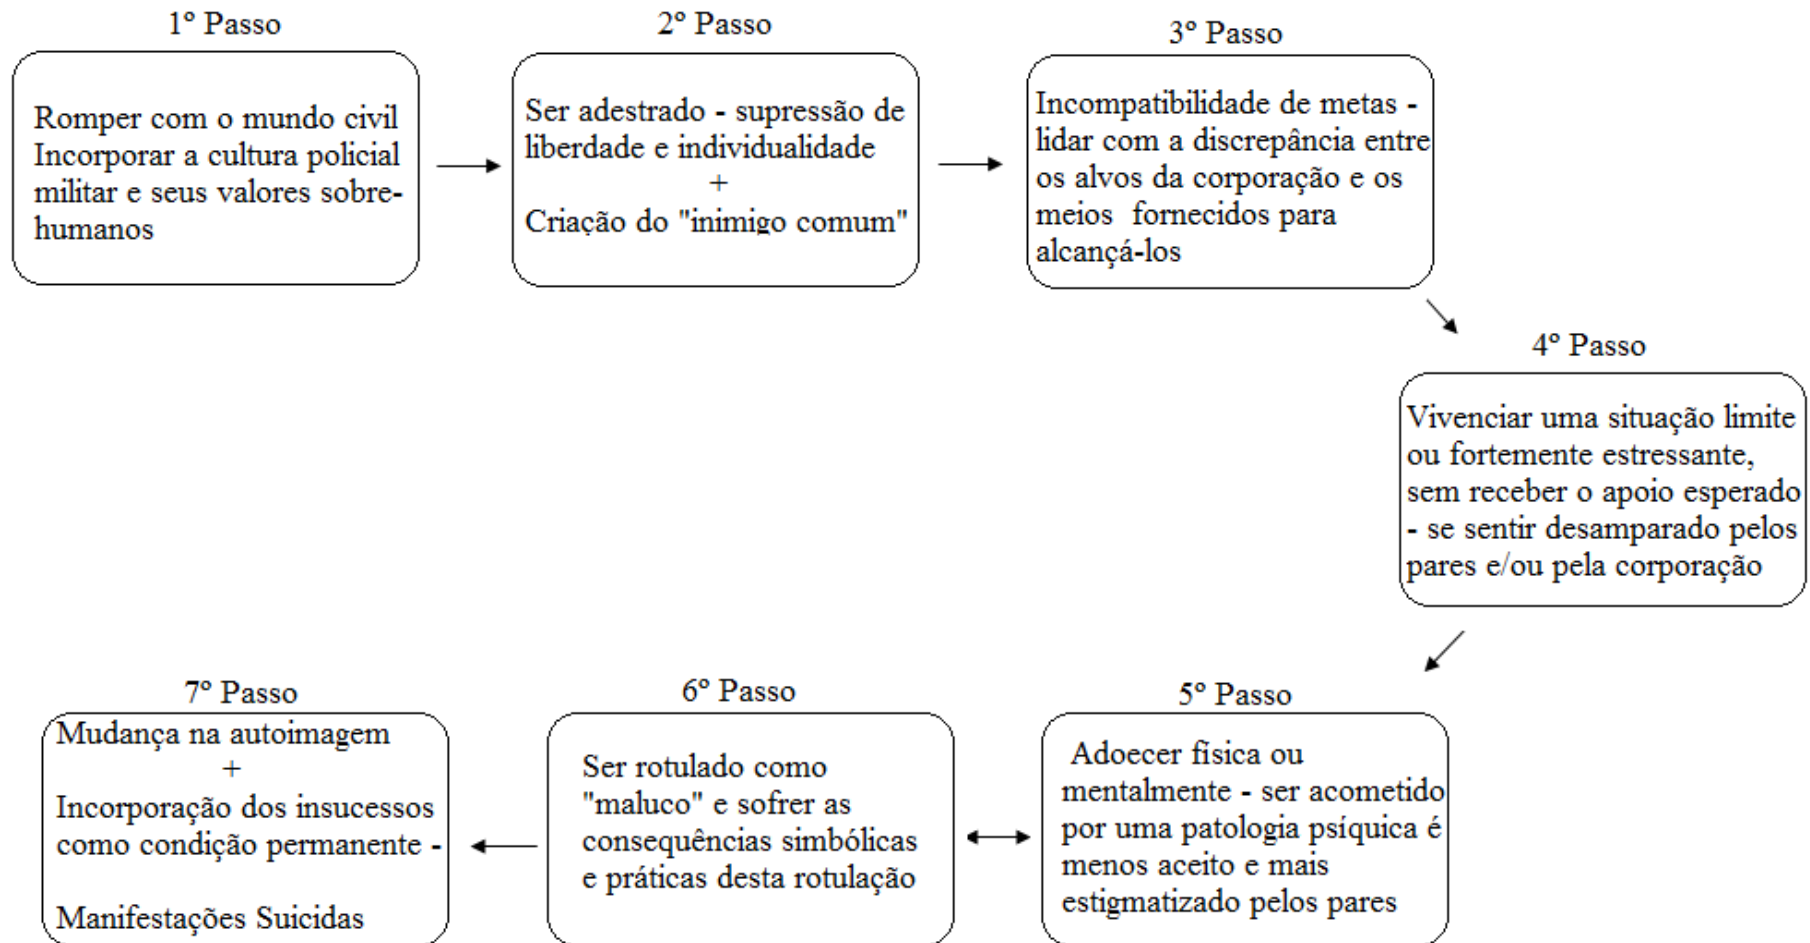 1º Passo
Romper com o mundo civil
Incorporar a cultura policial
militar e seus valores sobre-
humanos
2º Passo
Ser adestrado - supressão de
liberdade e individualidade
+
Criação do "inimigo comum"
3º Passo
Incompatibilidade de metas -
lidar com a discrepância entre
os alvos da corporação e os
meios fornecidos para
alcançá-los
4º Passo
Vivenciar uma situação limite
ou fortemente estressante,
sem receber o apoio esperado
- se sentir desamparado pelos
pares e/ou pela corporação
5º Passo
Adoecer física ou
mentalmente - ser acometido
por uma patologia psíquica é
menos aceito e mais
estigmatizado pelos pares
6º Passo
Ser rotulado como
"maluco" e sofrer as
consequências simbólicas
e práticas desta rotulação
7º Passo
Mudança na autoimagem
+
Incorporação dos insucessos
como condição permanente -
Manifestações Suicidas